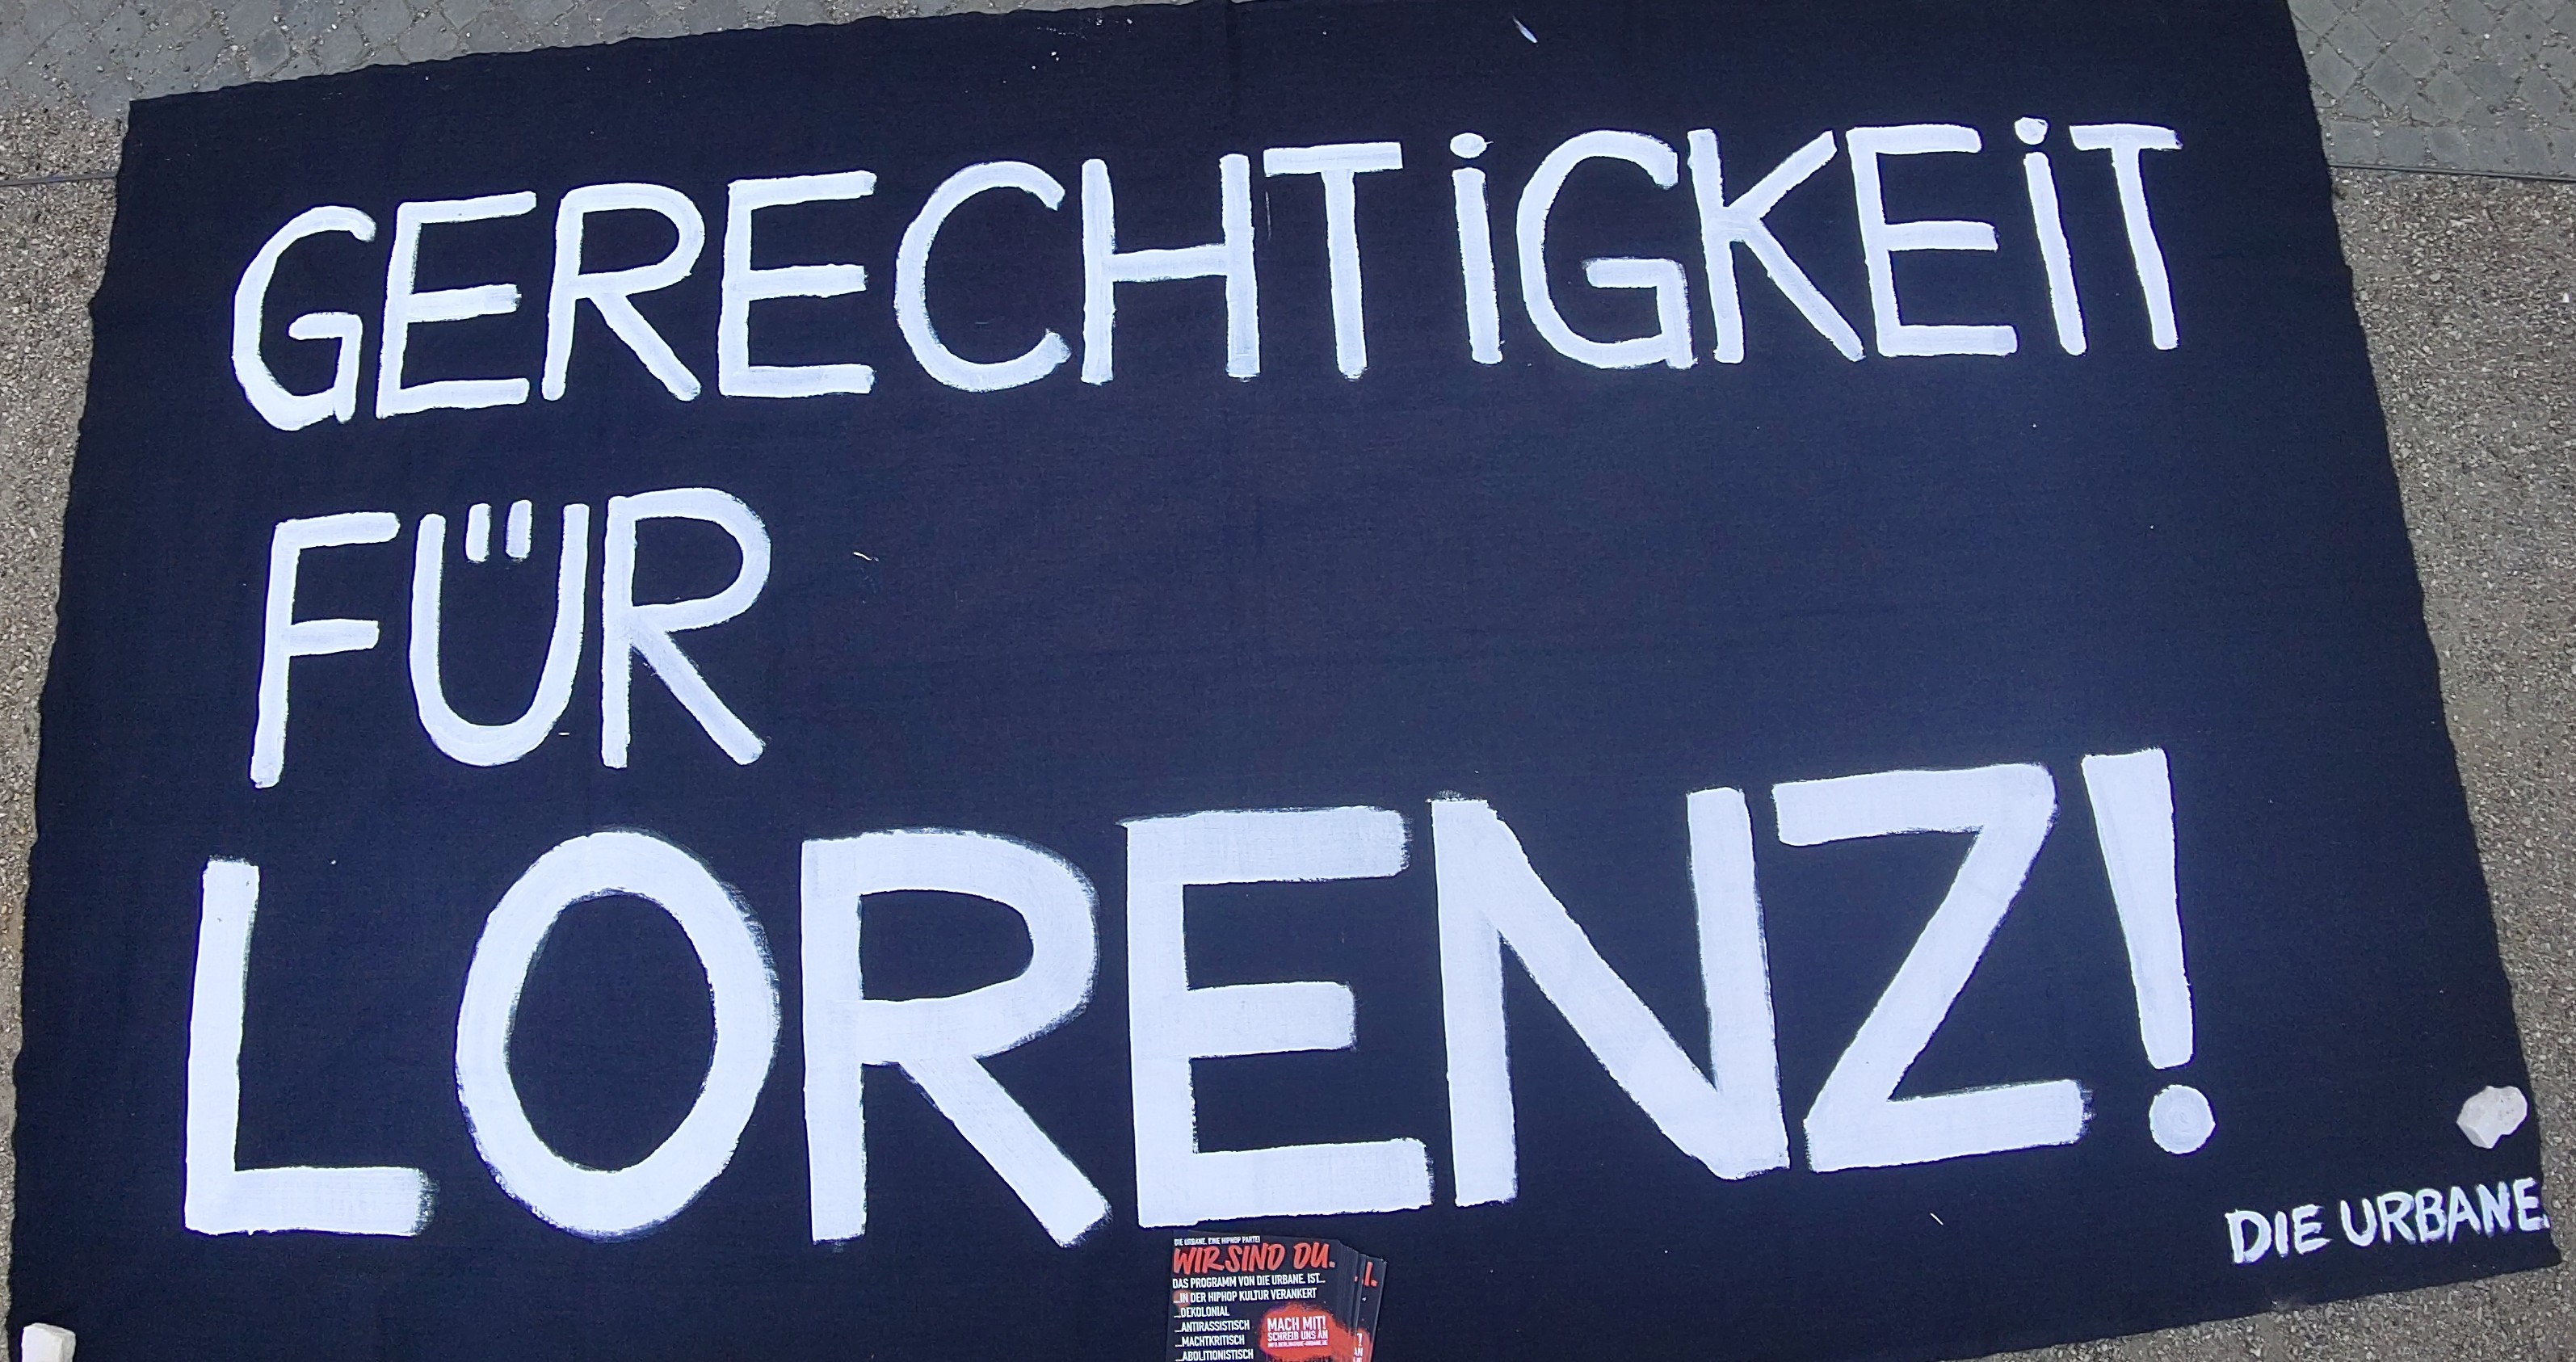 GERECHTiGKEiT
FÜR
LORENZ!
DIE URBANE.
DIE URBANE. EINE HIPHOP PARTEI
WIR SIND DU.
DAS PROGRAMM VON DIE URBANE. IST...
...IN DER HIPHOP KULTUR VERANKERT
...DEKOLONIAL
...ANTIRASSISTISCH
...MACHTKRITISCH
...ABOLITIONISTISCH
MACH MIT!
SCHREIB UNS AN